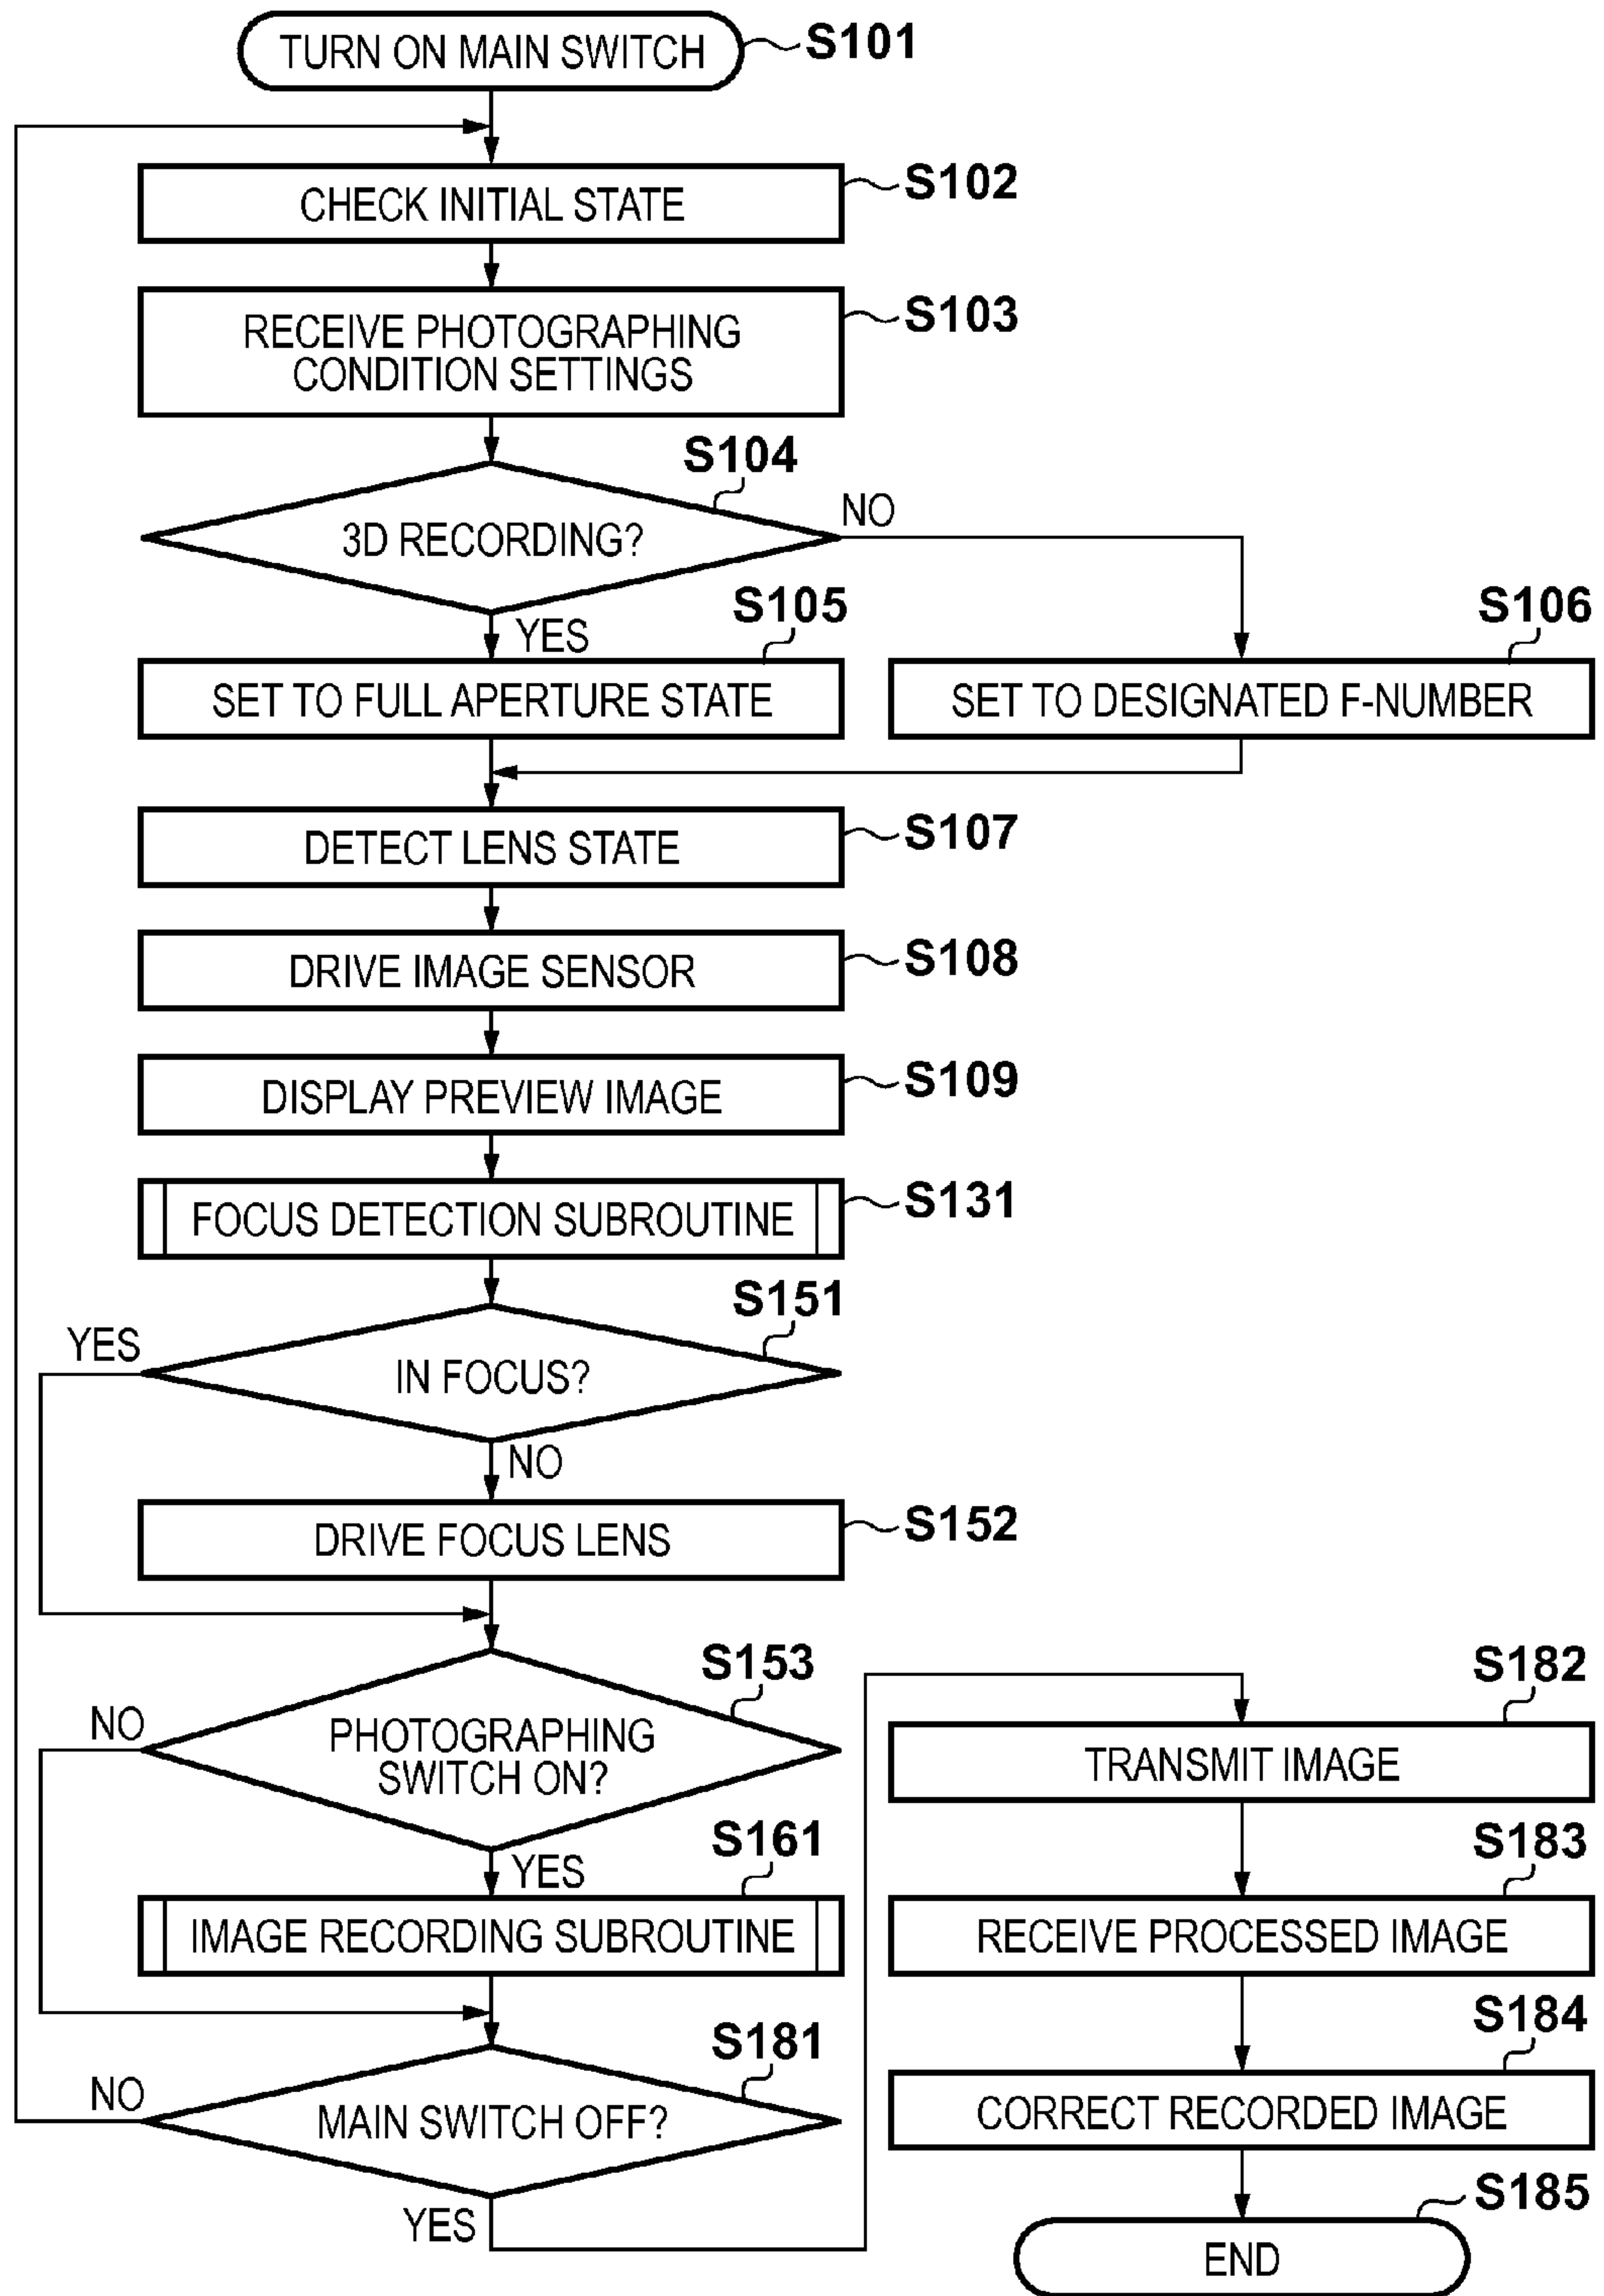 TURN ON MAIN SWITCH
S101
CHECK INITIAL STATE
S102
RECEIVE PHOTOGRAPHING
CONDITION SETTINGS
S103
S104
3D RECORDING?
NO
YES
S105
SET TO FULL APERTURE STATE
S106
SET TO DESIGNATED F-NUMBER
DETECT LENS STATE
S107
DRIVE IMAGE SENSOR
S108
DISPLAY PREVIEW IMAGE
S109
FOCUS DETECTION SUBROUTINE
S131
S151
YES
IN FOCUS?
NO
DRIVE FOCUS LENS
S152
S153
NO
PHOTOGRAPHING
SWITCH ON?
YES
S161
IMAGE RECORDING SUBROUTINE
S181
NO
MAIN SWITCH OFF?
YES
S182
TRANSMIT IMAGE
S183
RECEIVE PROCESSED IMAGE
S184
CORRECT RECORDED IMAGE
S185
END